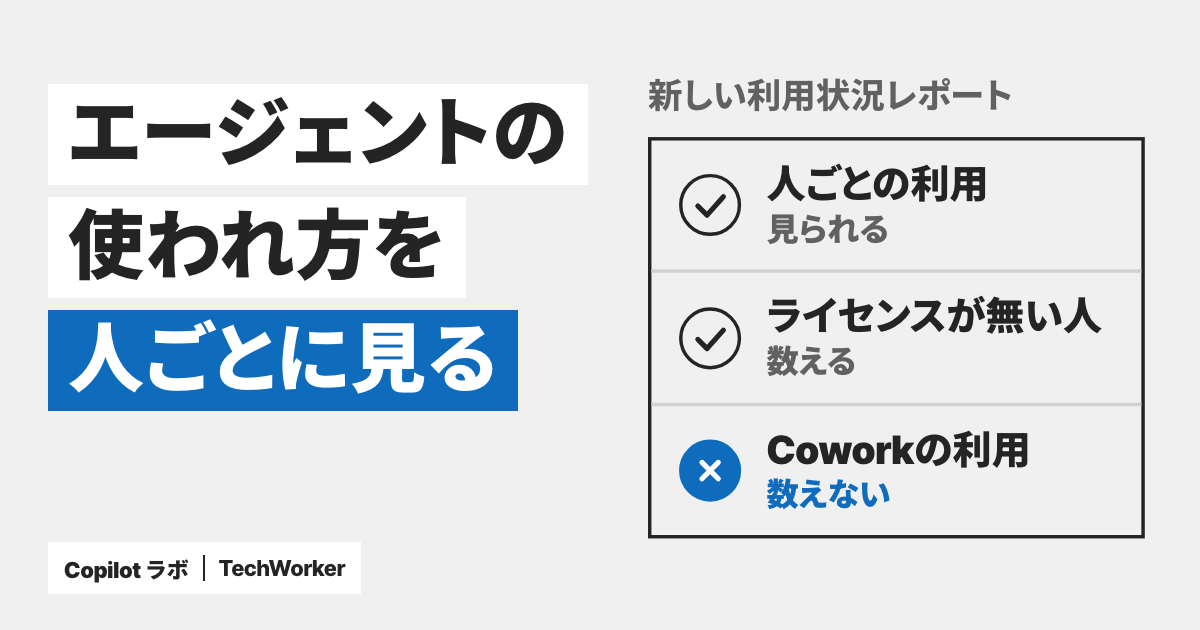 エージェントの
使われ方を
人ごとに見る
新しい利用状況レポート
人ごとの利用
見られる
ライセンスが無い人
数える
Coworkの利用
数えない
Copilot ラボ | TechWorker